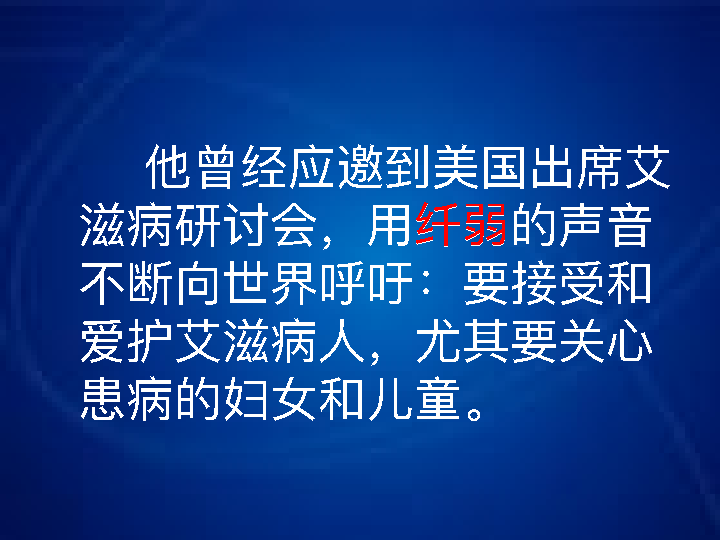 他曾经应邀到美国出席艾
滋病研讨会，用纤弱的声音
不断向世界呼吁：要接受和
爱护艾滋病人，尤其要关心
患病的妇女和儿童。